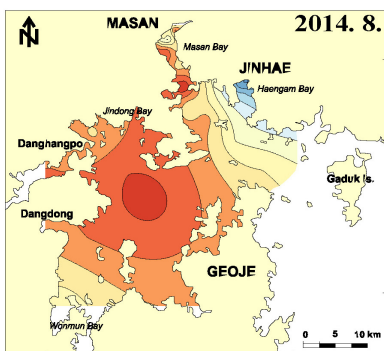 MASAN
2014. 8.
N
Masan Bay
JINHAE
Haengam Bay
Jindong Bay
Danghangpo
Gaduk Is.
Dangdong
GEOJE
Wonmun Bay
0 5 10 km